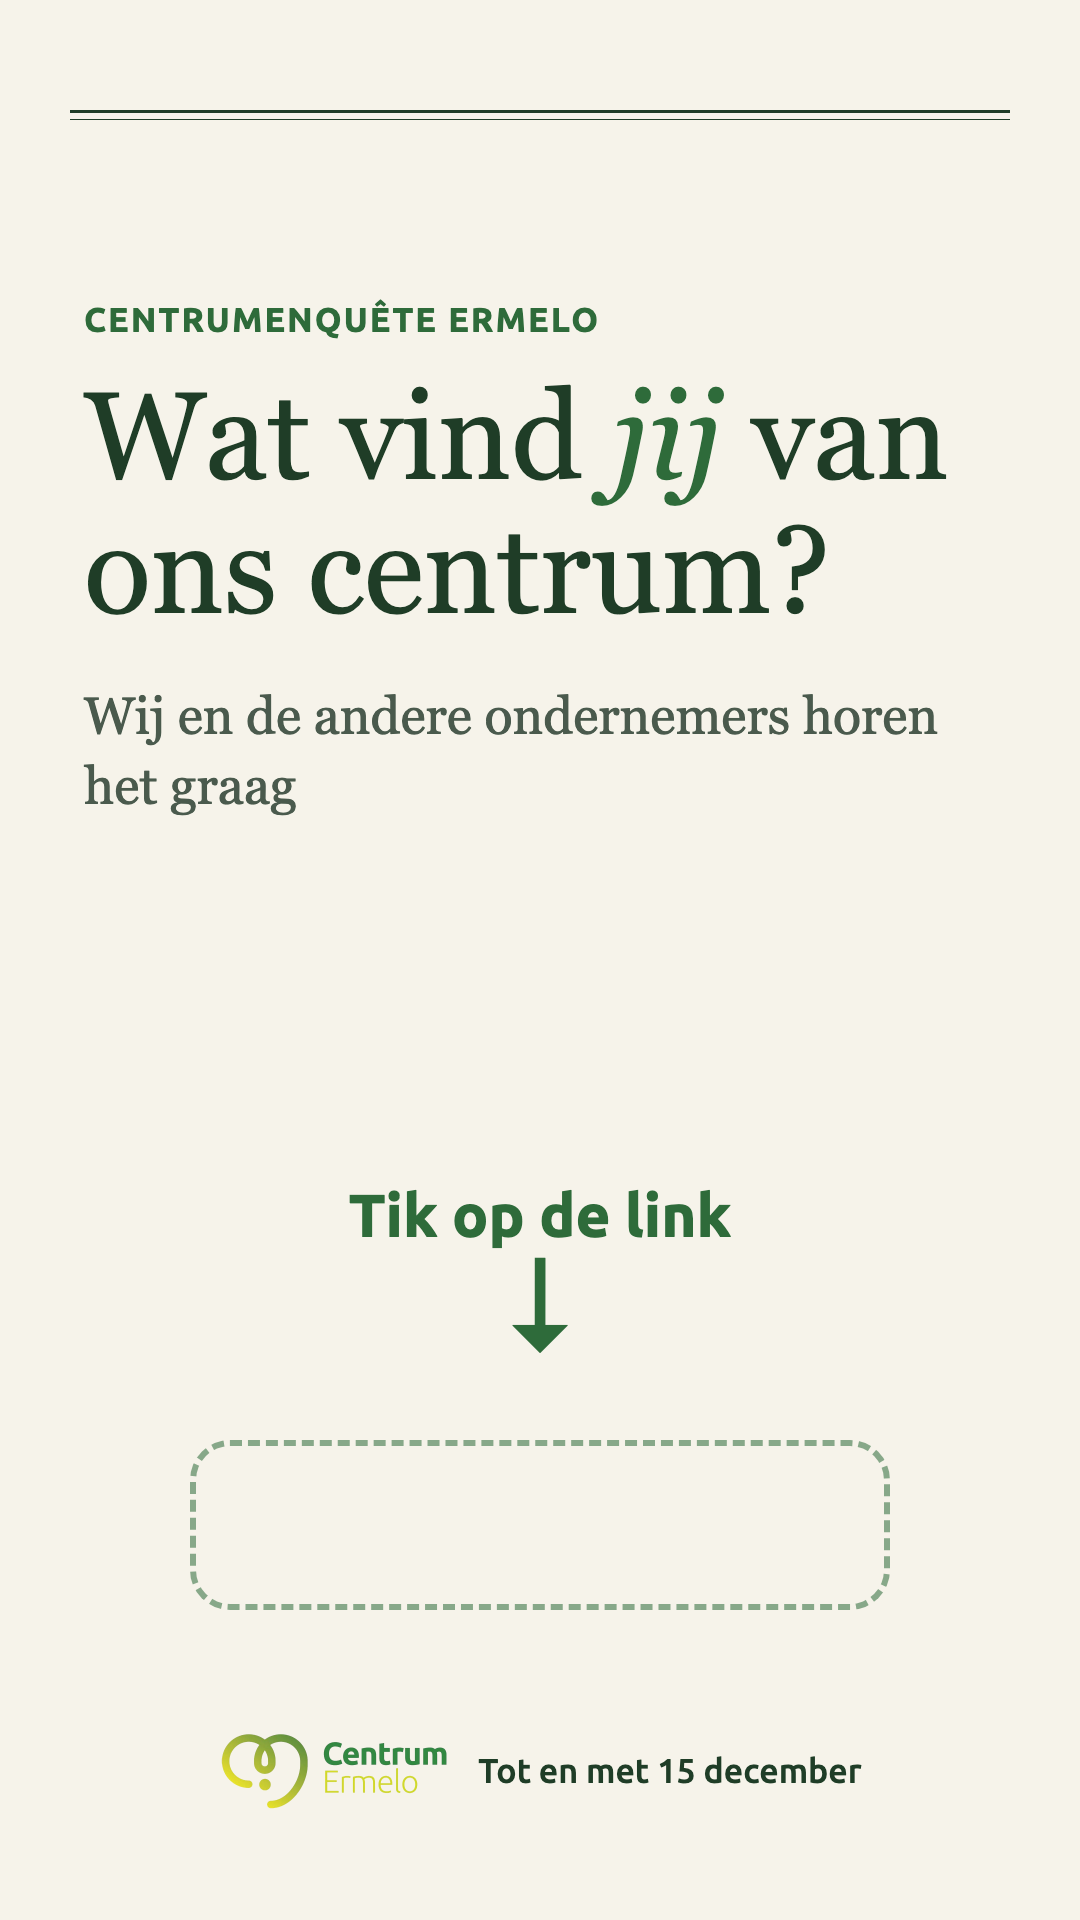 CENTRUMENQUÊTE ERMELO
Wat vind jij van
ons centrum?
Wij en de andere ondernemers horen
het graag
Tik op de link
Centrum
Ermelo
Tot en met 15 december